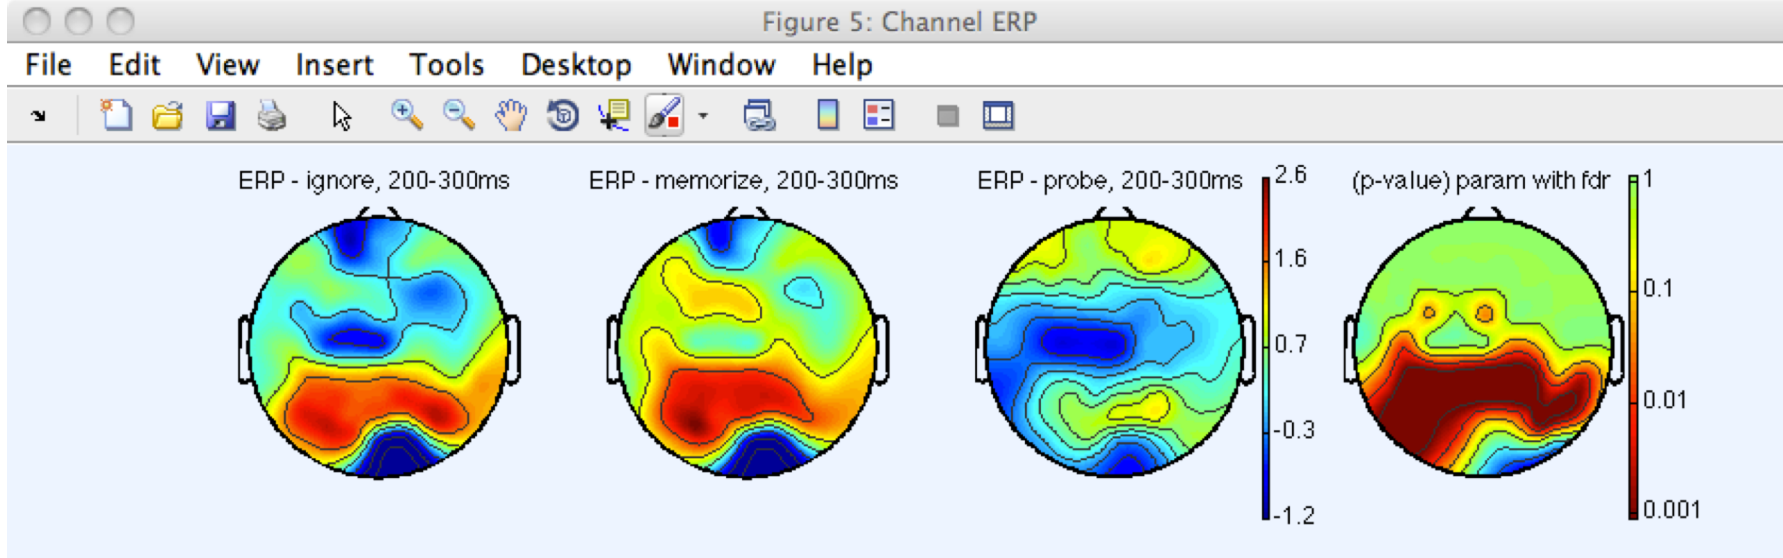 Figure 5: Channel ERP
File Edit View Insert Tools Desktop Window Help
ERP - ignore, 200-300ms
ERP - memorize, 200-300ms
ERP - probe, 200-300ms
2.6
1.6
0.7
-0.3
-1.2
(p-value) param with fdr
1
0.1
0.01
0.001